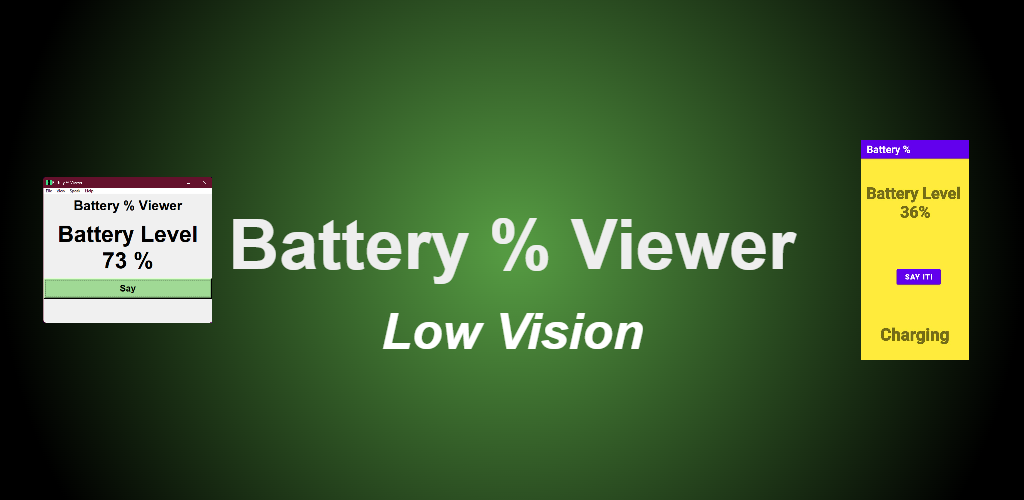 File View Speak Help
Battery % Viewer
Battery Level
73 %
Say
Battery % Viewer
Low Vision
Battery %
Battery Level
36%
SAY IT!
Charging